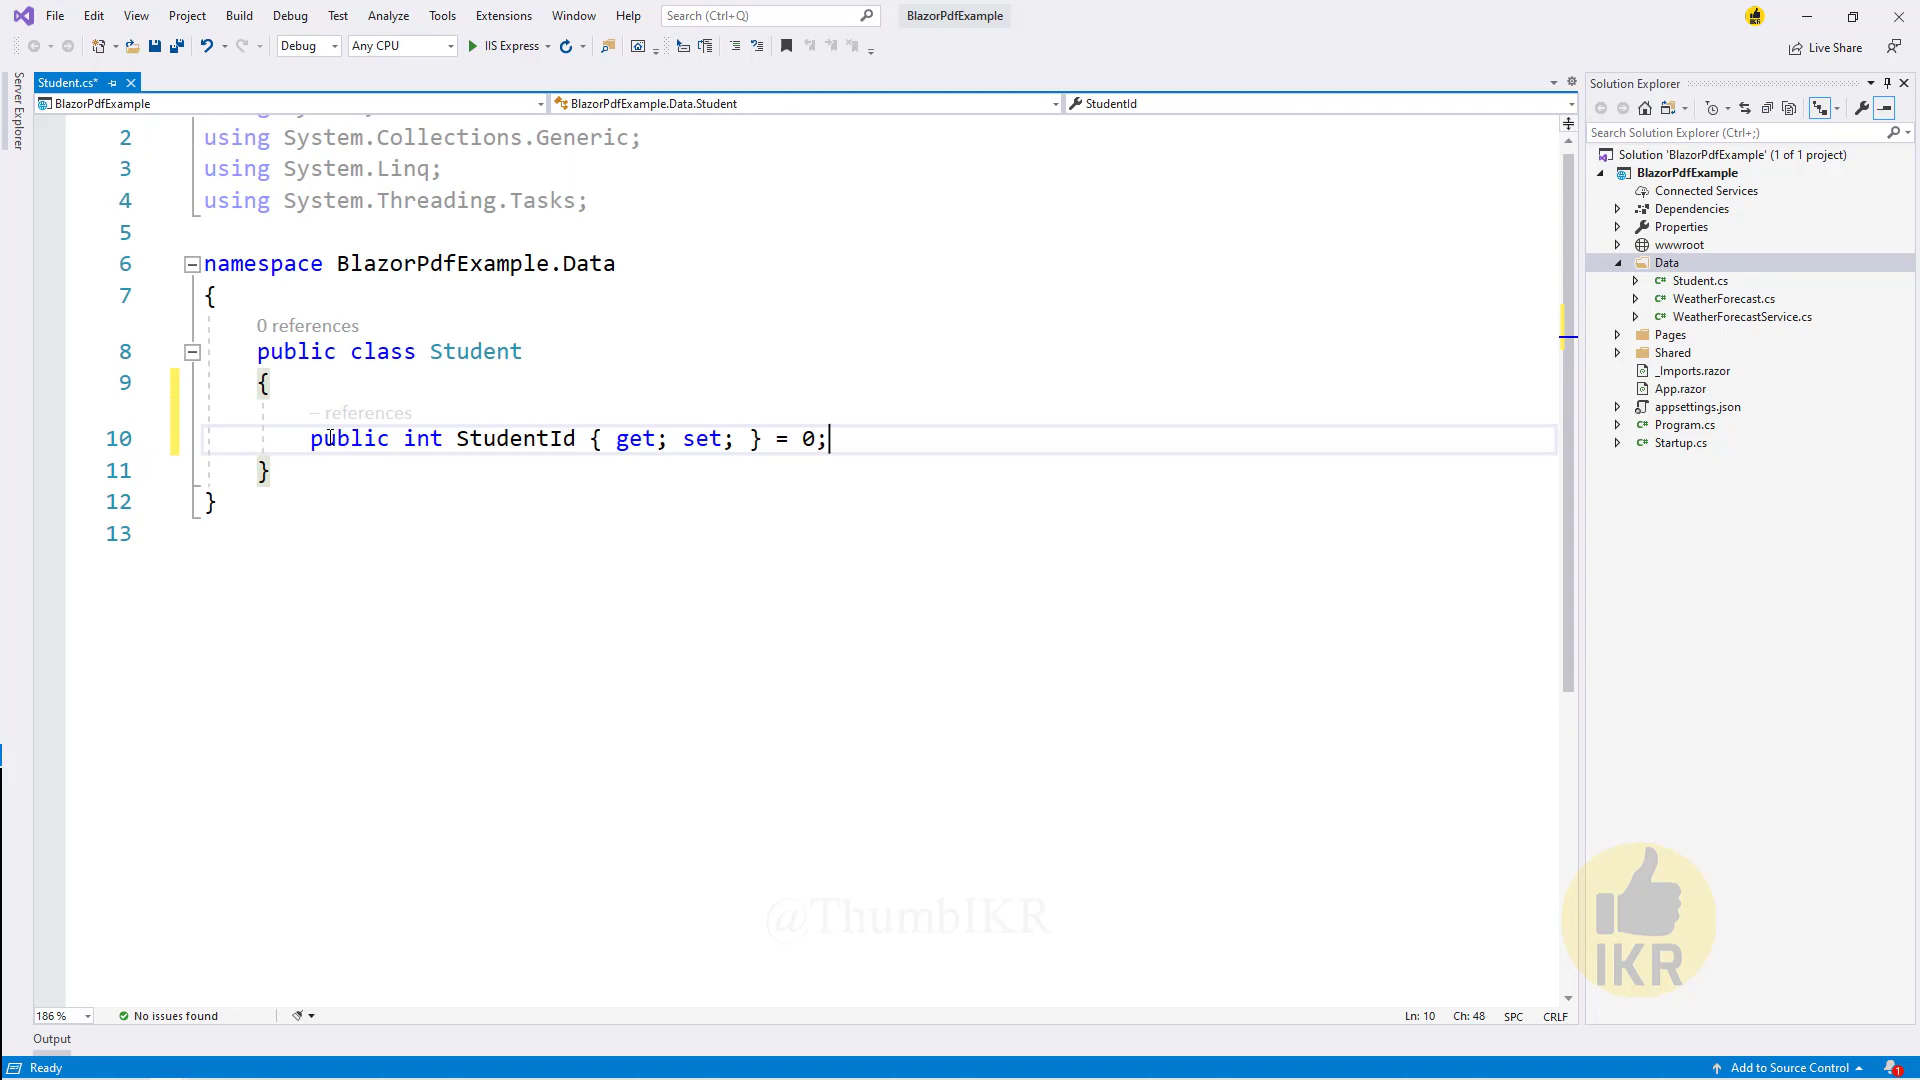 File Edit View Project Build Debug Test Analyze Tools Extensions Window Help Search (Ctrl+Q) BlazorPdfExample
Debug Any CPU IIS Express Live Share
Server Explorer
Student.cs*
BlazorPdfExample BlazorPdfExample.Data.Student StudentId
2 using System.Collections.Generic;
3 using System.Linq;
4 using System.Threading.Tasks;
5
6 namespace BlazorPdfExample.Data
7 {
0 references
8 public class Student
9 {
– references
10 public int StudentId { get; set; } = 0;
11 }
12 }
13
@ThumbIKR
186 % No issues found Ln: 10 Ch: 48 SPC CRLF
Output
Ready Add to Source Control 1
Solution Explorer
Search Solution Explorer (Ctrl+;)
Solution 'BlazorPdfExample' (1 of 1 project)
BlazorPdfExample
Connected Services
Dependencies
Properties
wwwroot
Data
C# Student.cs
C# WeatherForecast.cs
C# WeatherForecastService.cs
Pages
Shared
_Imports.razor
App.razor
appsettings.json
C# Program.cs
C# Startup.cs
IKR